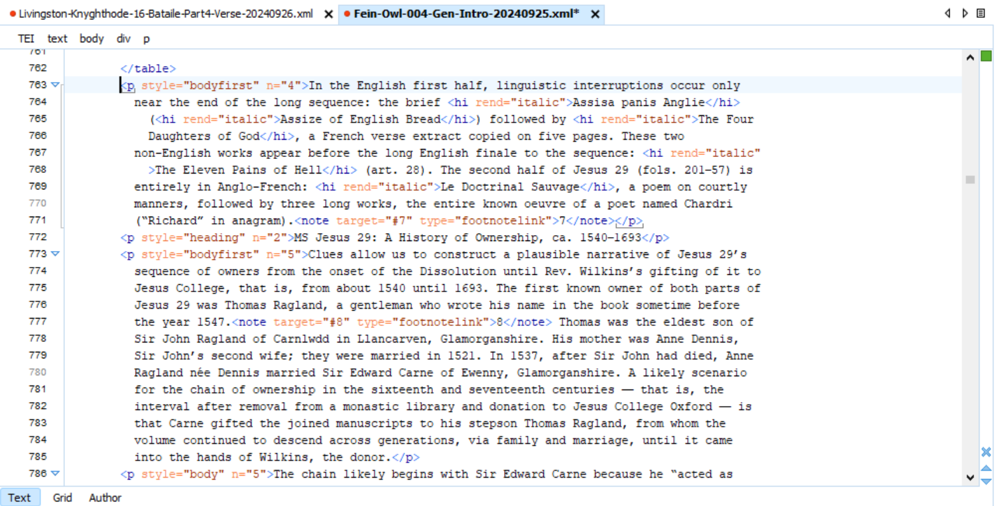 Livingston-Knyghthode-16-Bataile-Part4-Verse-20240926.xml Fein-Owl-004-Gen-Intro-20240925.xml*
TEI text body div p
761
762 </table>
763 <p style="bodyfirst" n="4">In the English first half, linguistic interruptions occur only
764 near the end of the long sequence: the brief <hi rend="italic">Assisa panis Anglie</hi>
765 (<hi rend="italic">Assize of English Bread</hi>) followed by <hi rend="italic">The Four
766 Daughters of God</hi>, a French verse extract copied on five pages. These two
767 non-English works appear before the long English finale to the sequence: <hi rend="italic"
768 >The Eleven Pains of Hell</hi> (art. 28). The second half of Jesus 29 (fols. 201–57) is
769 entirely in Anglo-French: <hi rend="italic">Le Doctrinal Sauvage</hi>, a poem on courtly
770 manners, followed by three long works, the entire known oeuvre of a poet named Chardri
771 (“Richard” in anagram).<note target="#7" type="footnotelink">7</note></p>
772 <p style="heading" n="2">MS Jesus 29: A History of Ownership, ca. 1540–1693</p>
773 <p style="bodyfirst" n="5">Clues allow us to construct a plausible narrative of Jesus 29’s
774 sequence of owners from the onset of the Dissolution until Rev. Wilkins’s gifting of it to
775 Jesus College, that is, from about 1540 until 1693. The first known owner of both parts of
776 Jesus 29 was Thomas Ragland, a gentleman who wrote his name in the book sometime before
777 the year 1547.<note target="#8" type="footnotelink">8</note> Thomas was the eldest son of
778 Sir John Ragland of Carnlwdd in Llancarven, Glamorganshire. His mother was Anne Dennis,
779 Sir John’s second wife; they were married in 1521. In 1537, after Sir John had died, Anne
780 Ragland née Dennis married Sir Edward Carne of Ewenny, Glamorganshire. A likely scenario
781 for the chain of ownership in the sixteenth and seventeenth centuries — that is, the
782 interval after removal from a monastic library and donation to Jesus College Oxford — is
783 that Carne gifted the joined manuscripts to his stepson Thomas Ragland, from whom the
784 volume continued to descend across generations, via family and marriage, until it came
785 into the hands of Wilkins, the donor.</p>
786 <p style="body" n="5">The chain likely begins with Sir Edward Carne because he “acted as
Text Grid Author